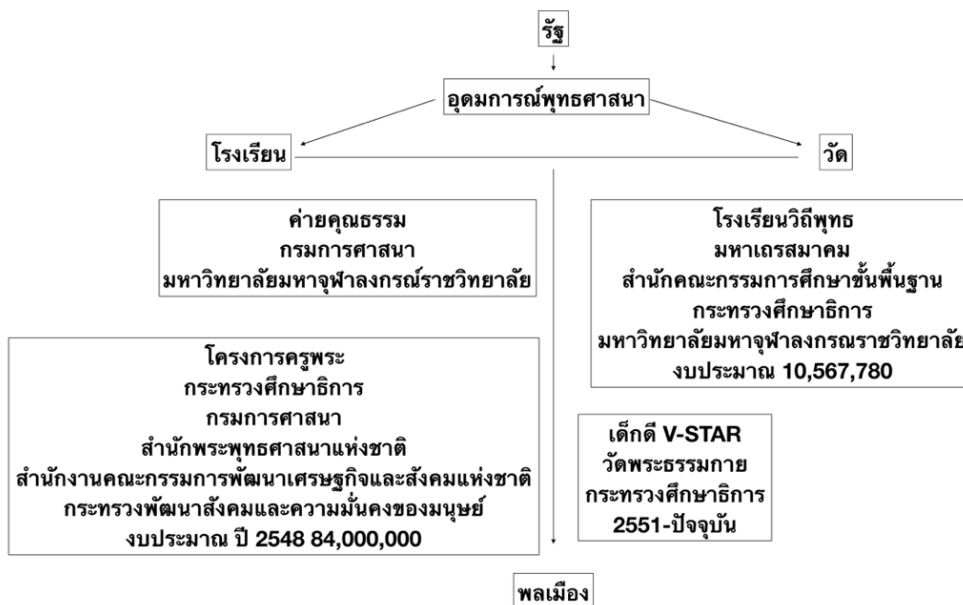 รัฐ
อุดมการณ์พุทธศาสนา
โรงเรียน
วัด
ค่ายคุณธรรม
กรมการศาสนา
มหาวิทยาลัยมหาจุฬาลงกรณ์ราชวิทยาลัย
โรงเรียนวิถีพุทธ
มหาเถรสมาคม
สำนักคณะกรรมการศึกษาขั้นพื้นฐาน
กระทรวงศึกษาธิการ
มหาวิทยาลัยมหาจุฬาลงกรณราชวิทยาลัย
งบประมาณ 10,567,780
โครงการครูพระ
กระทรวงศึกษาธิการ
กรมการศาสนา
สำนักพระพุทธศาสนาแห่งชาติ
สำนักงานคณะกรรมการพัฒนาเศรษฐกิจและสังคมแห่งชาติ
กระทรวงพัฒนาสังคมและความมั่นคงของมนุษย์
งบประมาณ ปี 2548 84,000,000
เด็กดี V-STAR
วัดพระธรรมกาย
กระทรวงศึกษาธิการ
2551-ปัจจุบัน
พลเมือง